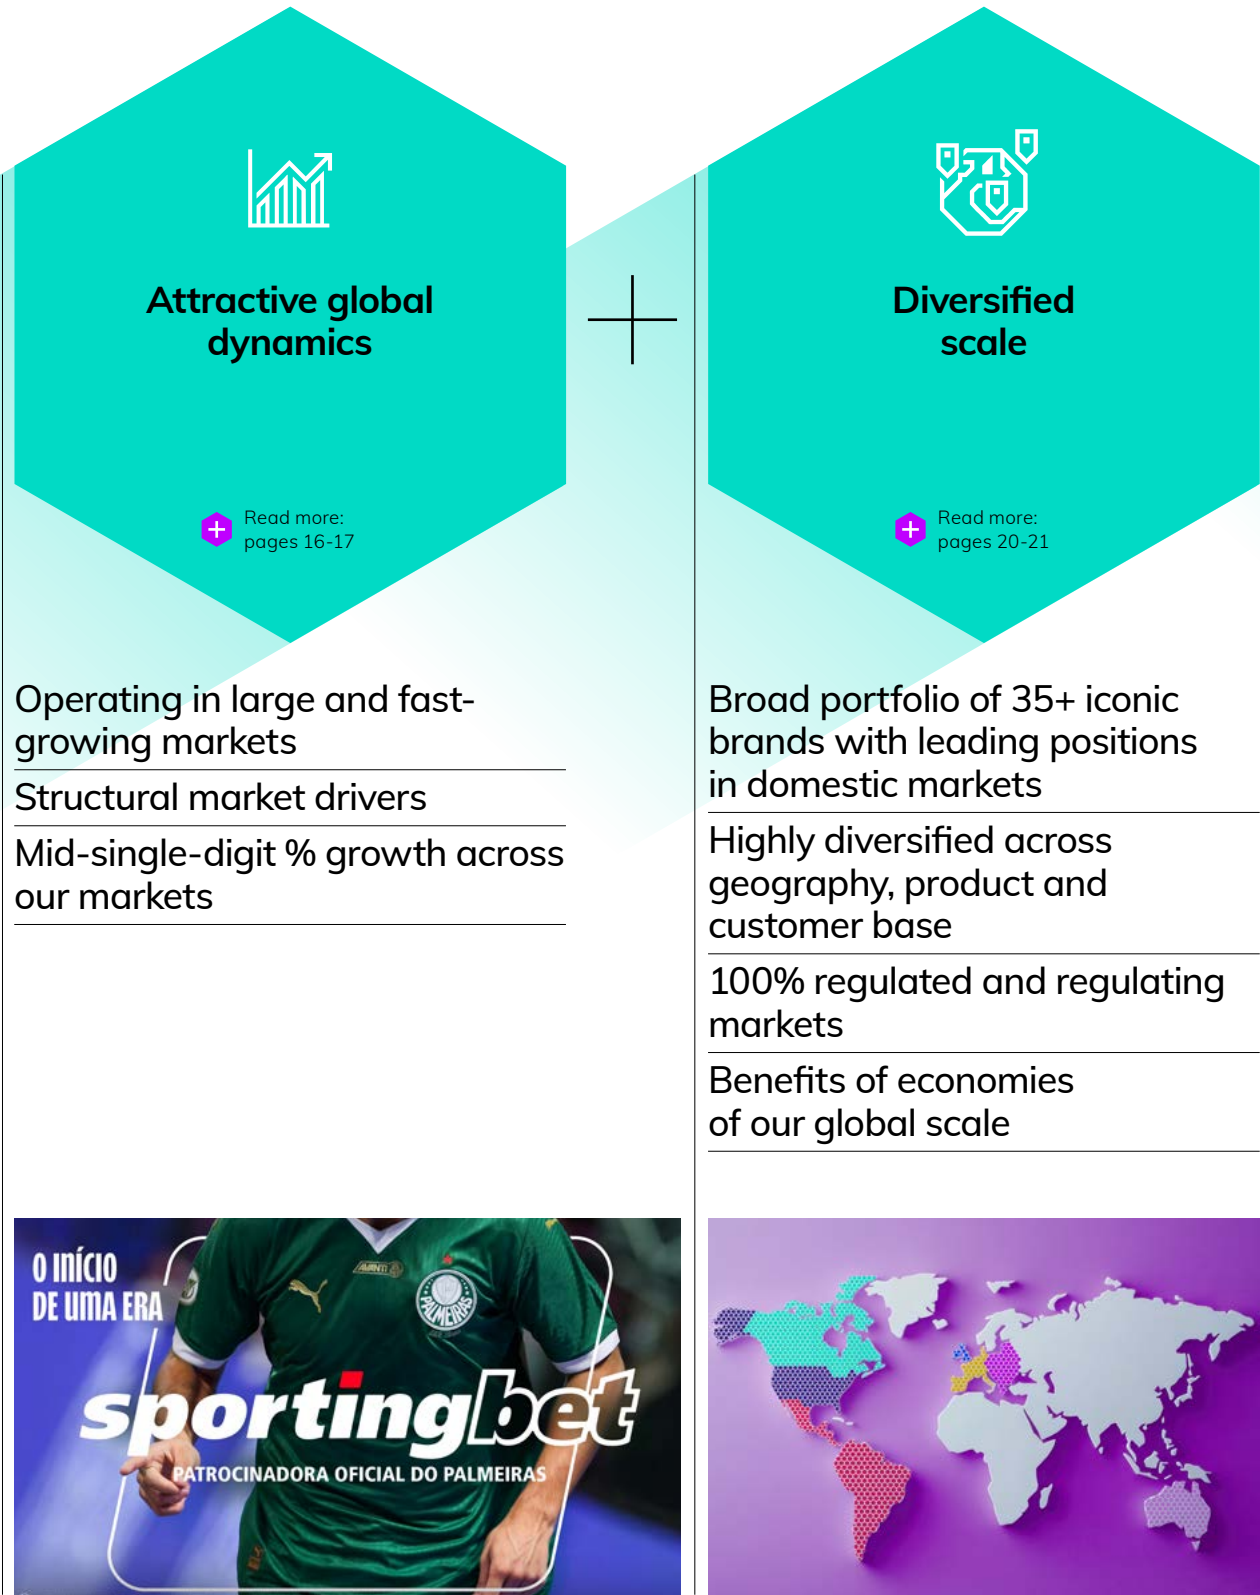 Attractive global
dynamics
Read more:
pages 16-17
Operating in large and fast-
growing markets
Structural market drivers
Mid-single-digit % growth across
our markets
O INÍCIO
DE UMA ERA
AVANTI
PALMEIRAS
sportingbet
PATROCINADORA OFICIAL DO PALMEIRAS
Diversified
scale
Read more:
pages 20-21
Broad portfolio of 35+ iconic
brands with leading positions
in domestic markets
Highly diversified across
geography, product and
customer base
100% regulated and regulating
markets
Benefits of economies
of our global scale